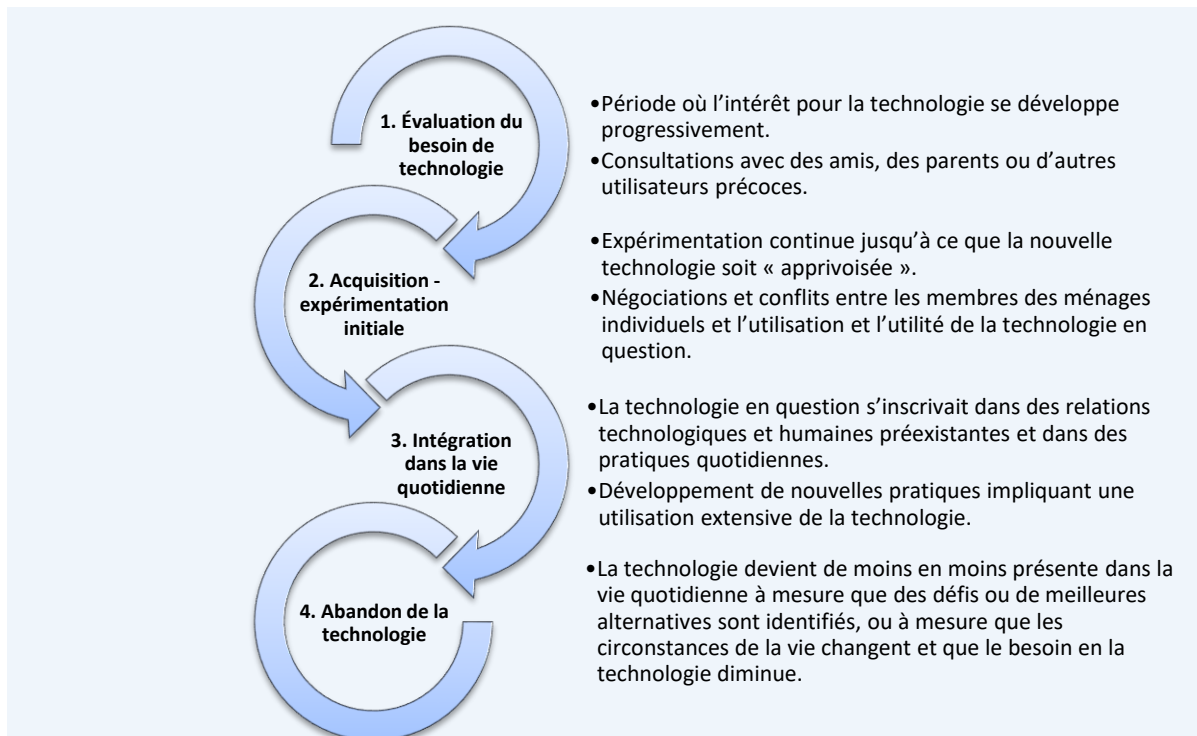 1. Évaluation du
besoin de
technologie
•Période où l’intérêt pour la technologie se développe
progressivement.
•Consultations avec des amis, des parents ou d’autres
utilisateurs précoces.
2. Acquisition -
expérimentation
initiale
•Expérimentation continue jusqu’à ce que la nouvelle
technologie soit « apprivoisée ».
•Négociations et conflits entre les membres des ménages
individuels et l’utilisation et l’utilité de la technologie en
question.
3. Intégration
dans la vie
quotidienne
•La technologie en question s’inscrivait dans des relations
technologiques et humaines préexistantes et dans des
pratiques quotidiennes.
•Développement de nouvelles pratiques impliquant une
utilisation extensive de la technologie.
4. Abandon de la
technologie
•La technologie devient de moins en moins présente dans la
vie quotidienne à mesure que des défis ou de meilleures
alternatives sont identifiés, ou à mesure que les
circonstances de la vie changent et que le besoin en la
technologie diminue.